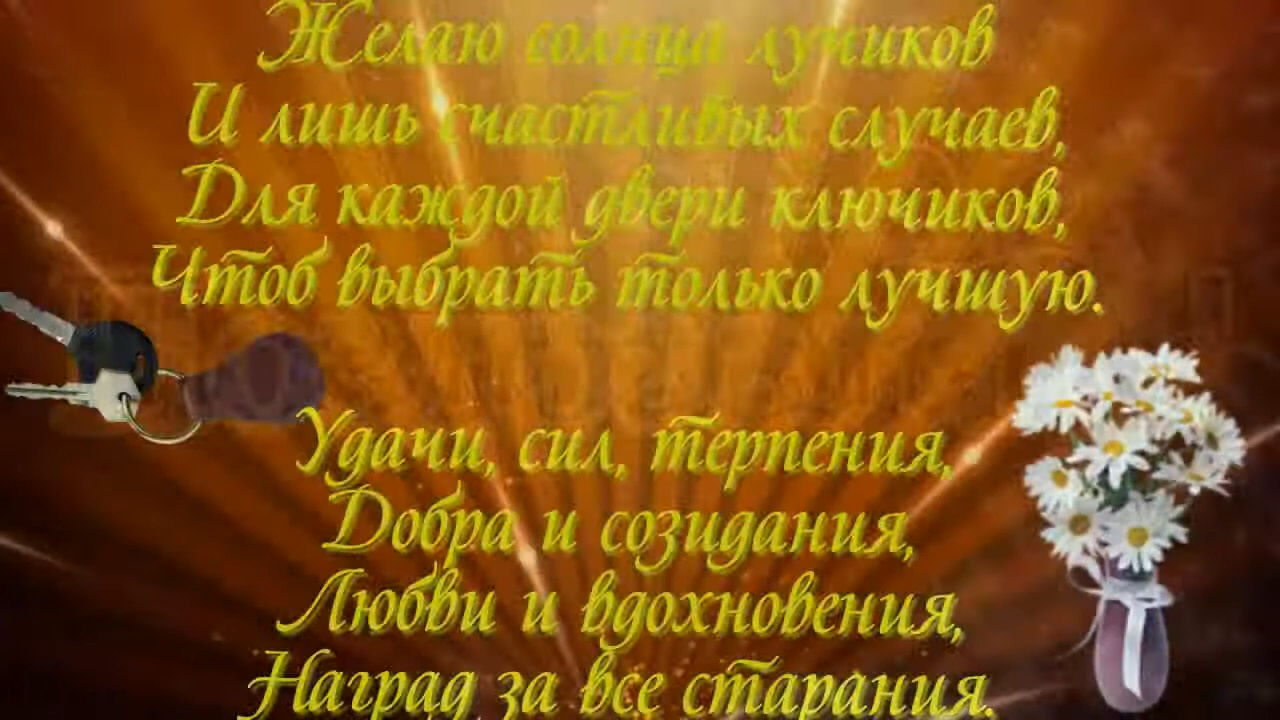 Желаю солнца лучиков
И лишь счастливых случаев,
Для каждой двери ключиков,
Чтоб выбрать только лучшую.
Удачи, сил, терпения,
Добра и созидания,
Любви и вдохновения,
Наград за все старания.